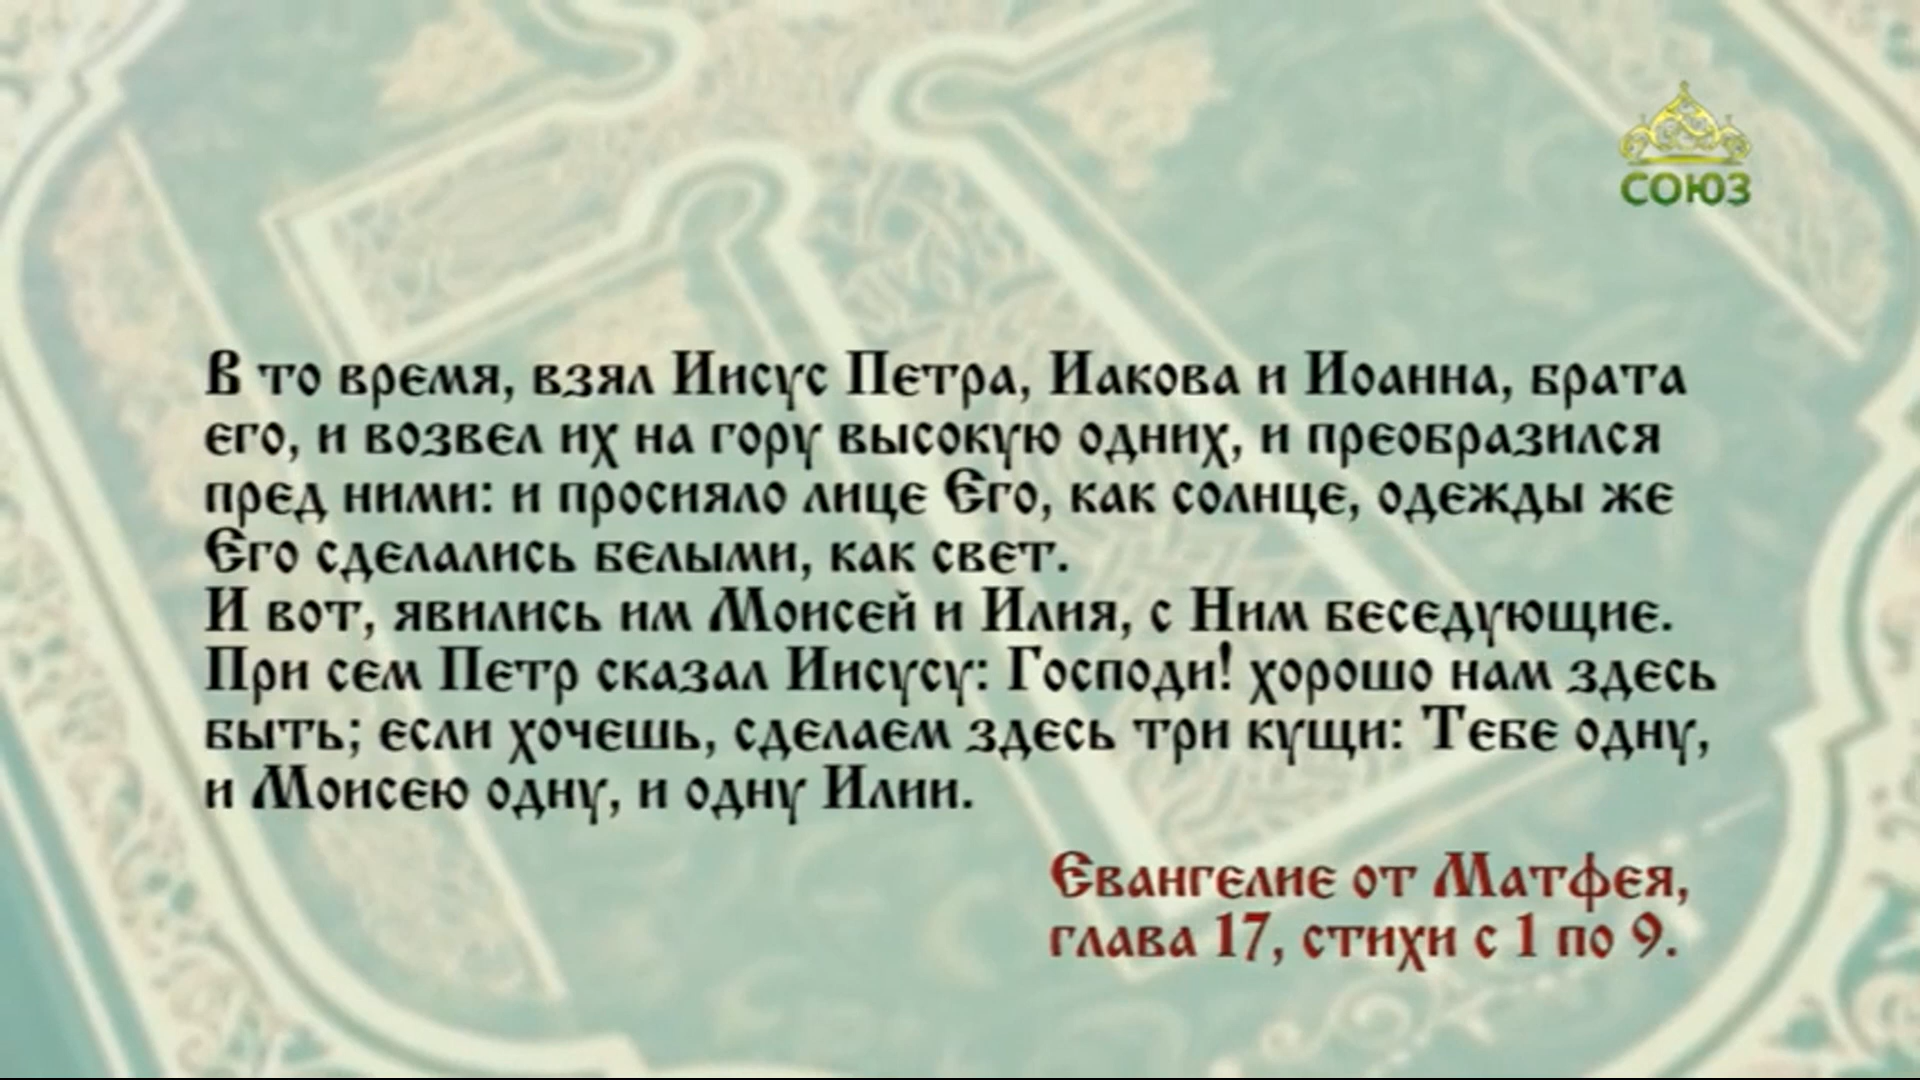 СОЮЗ
В то время, взял Иисус Петра, Иакова и Иоанна, брата
его, и возвел их на гору высокую одних, и преобразился
пред ними: и просияло лице Его, как солнце, одежды же
Его сделались белыми, как свет.
И вот, явились им Моисей и Илия, с Ним беседующие.
При сем Петр сказал Иисусу: Господи! хорошо нам здесь
быть; если хочешь, сделаем здесь три кущи: Тебе одну,
и Моисею одну, и одну Илии.
Евангелие от Матфея,
глава 17, стихи с 1 по 9.